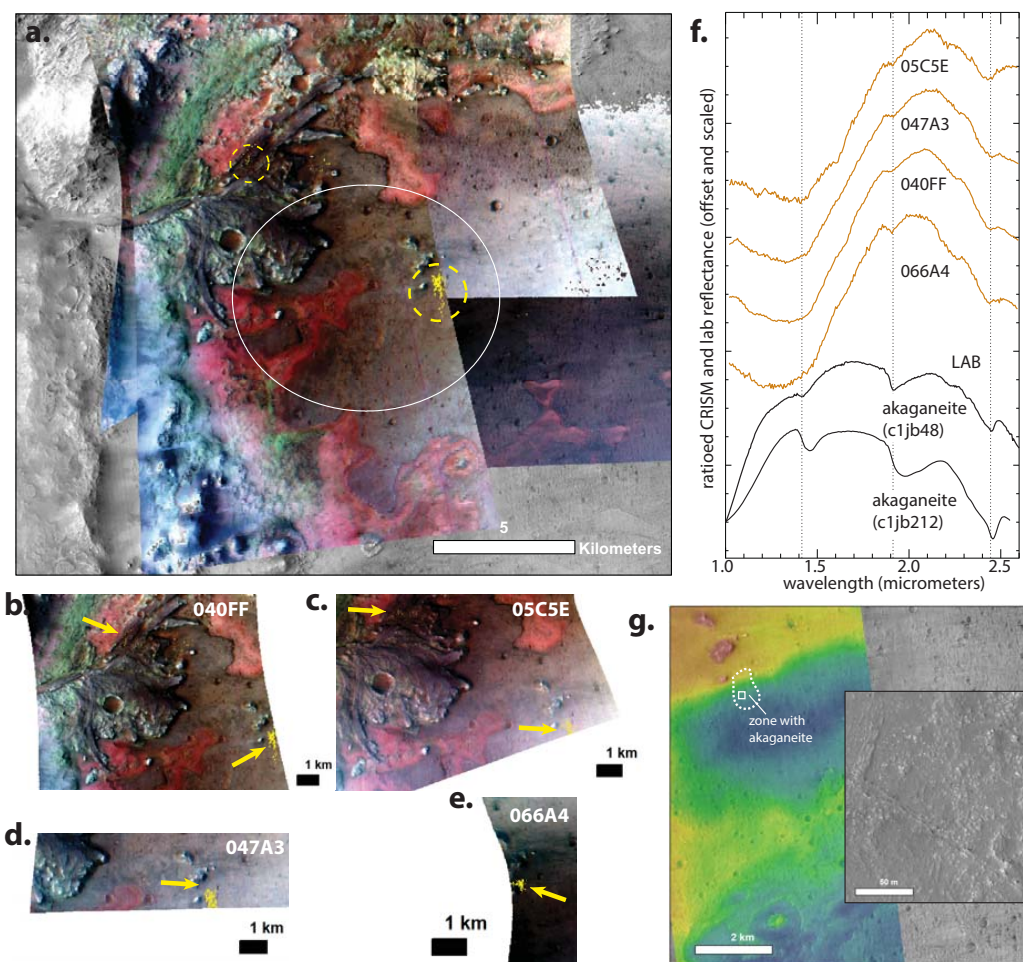 a.
5
Kilometers
b.
040FF
1 km
c.
05C5E
1 km
d.
047A3
1 km
e.
066A4
1 km
f.
ratioed CRISM and lab reflectance (offset and scaled)
05C5E
047A3
040FF
066A4
LAB
akaganeite
(c1jb48)
akaganeite
(c1jb212)
1.0
1.5
2.0
2.5
wavelength (micrometers)
g.
zone with
akaganeite
2 km
50 m